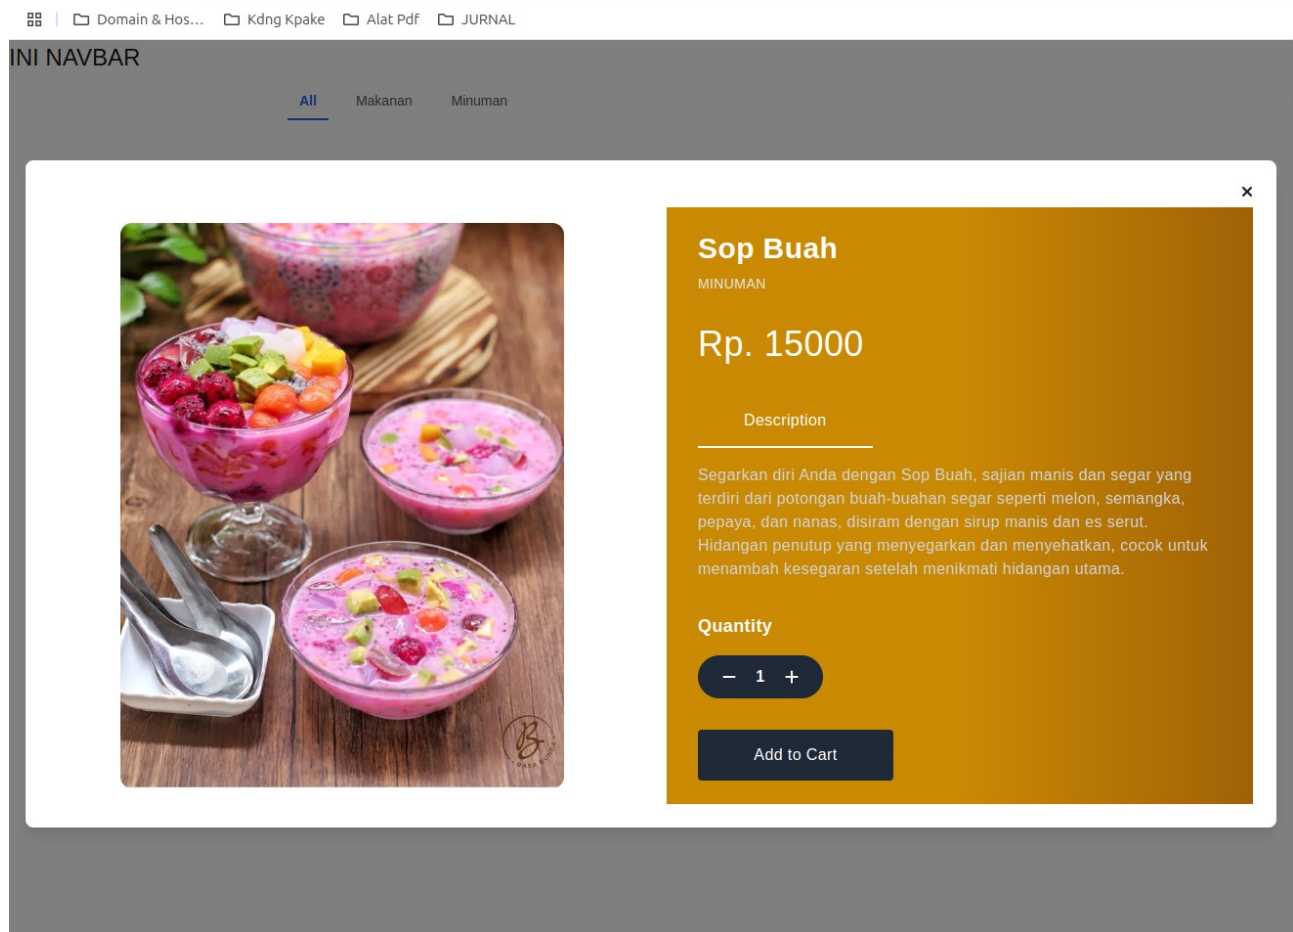 Domain & Hos...
Kdng Kpake
Alat Pdf
JURNAL
INI NAVBAR
All
Makanan
Minuman
Sop Buah
MINUMAN
Rp. 15000
Description
Segarkan diri Anda dengan Sop Buah, sajian manis dan segar yang
terdiri dari potongan buah-buahan segar seperti melon, semangka,
pepaya, dan nanas, disiram dengan sirup manis dan es serut.
Hidangan penutup yang menyegarkan dan menyehatkan, cocok untuk
menambah kesegaran setelah menikmati hidangan utama.
Quantity
1
Add to Cart
B
RASA BUNDA